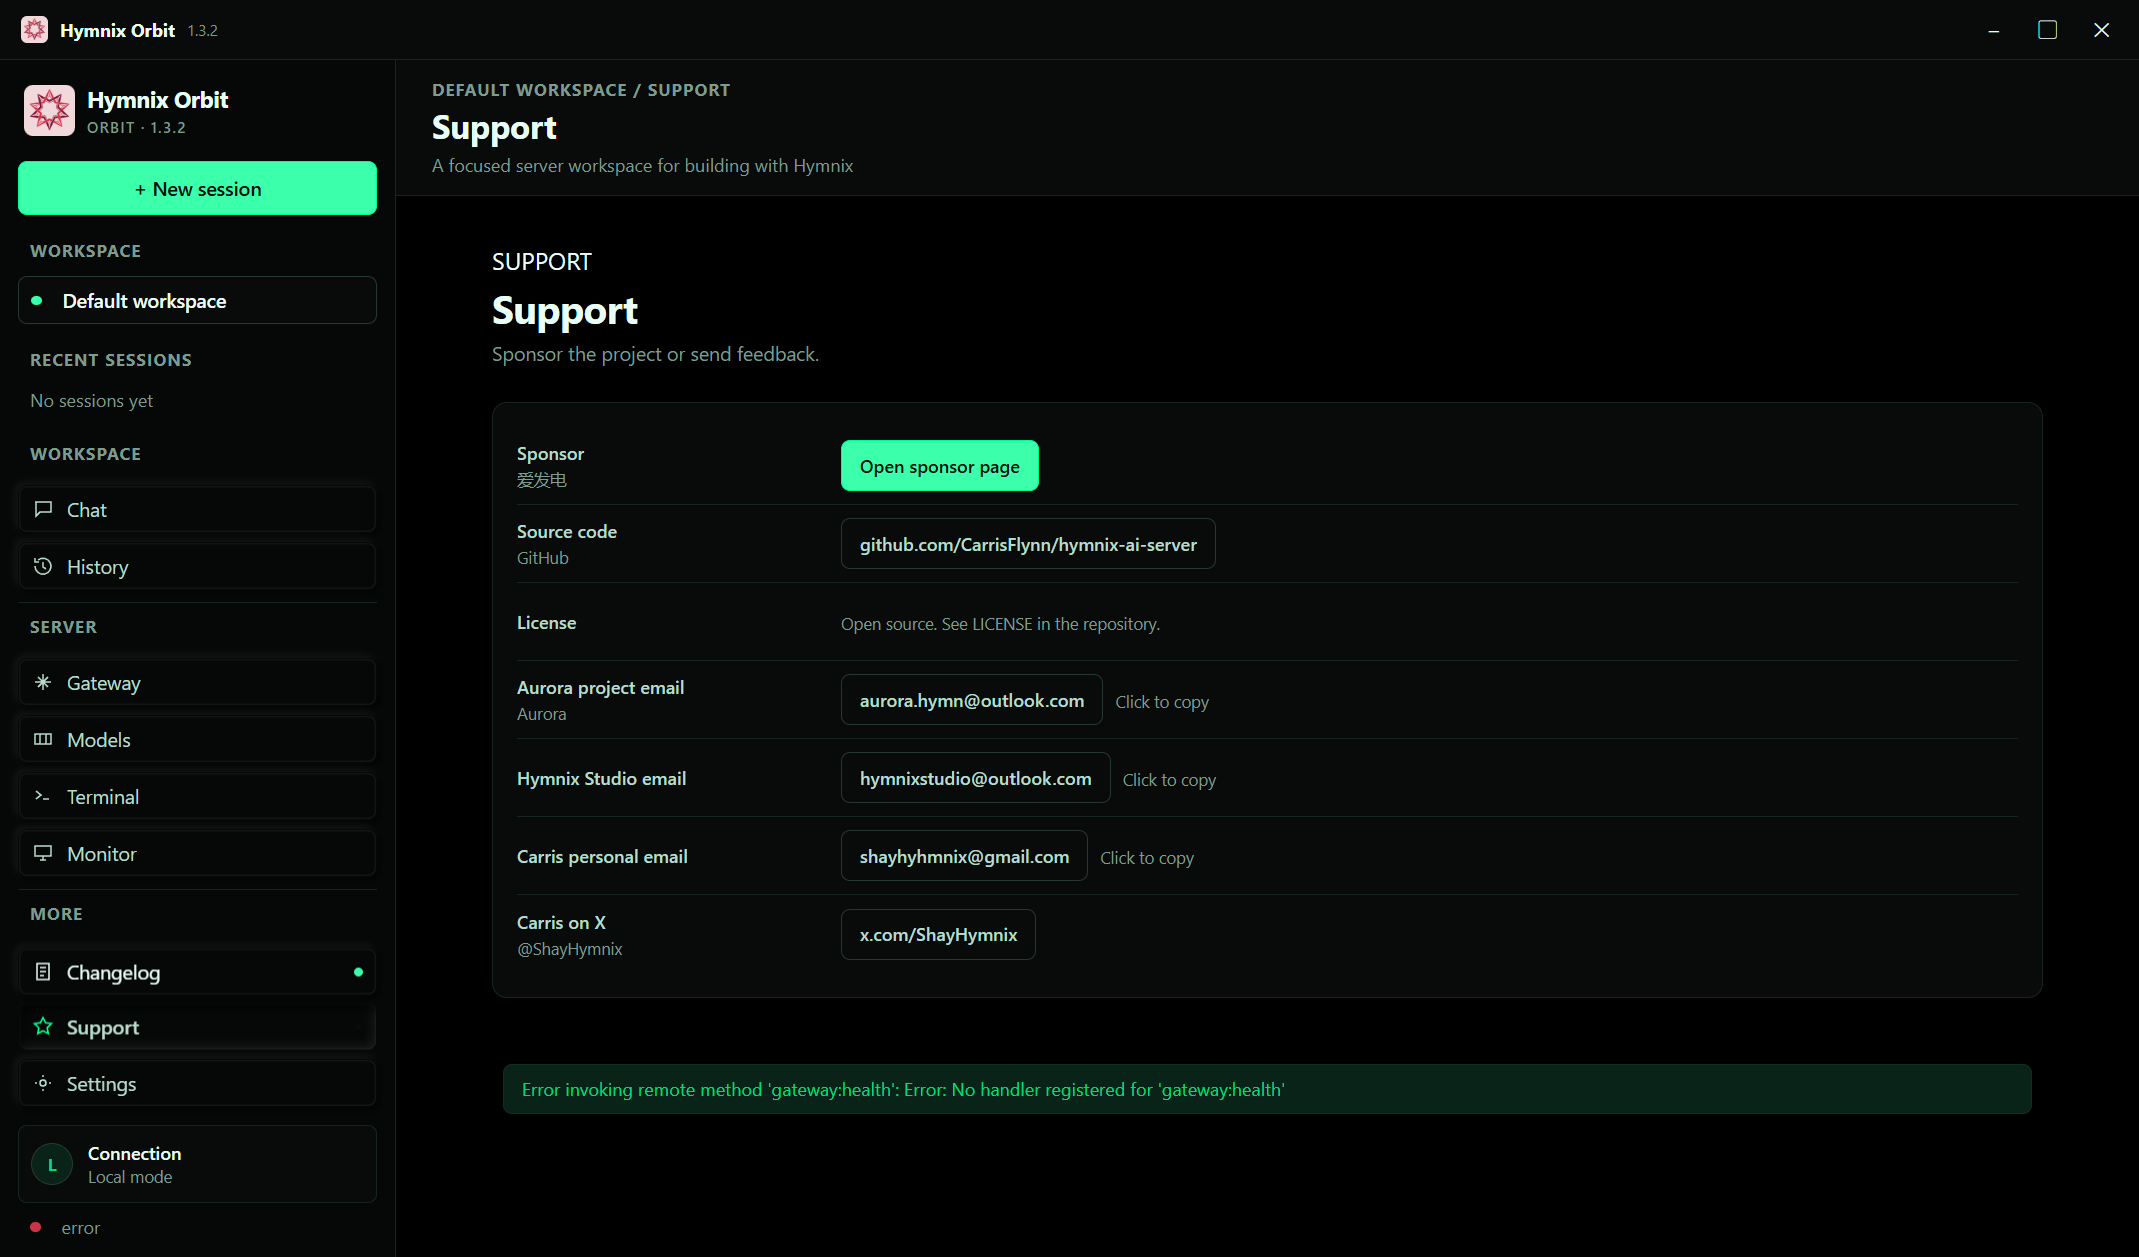 Hymnix Orbit 1.3.2
Hymnix Orbit
ORBIT · 1.3.2
+ New session
WORKSPACE
Default workspace
RECENT SESSIONS
No sessions yet
WORKSPACE
Chat
History
SERVER
Gateway
Models
Terminal
Monitor
MORE
Changelog
Support
Settings
L
Connection
Local mode
error
DEFAULT WORKSPACE / SUPPORT
Support
A focused server workspace for building with Hymnix
SUPPORT
Support
Sponsor the project or send feedback.
Sponsor
爱发电
Open sponsor page
Source code
GitHub
github.com/CarrisFlynn/hymnix-ai-server
License
Open source. See LICENSE in the repository.
Aurora project email
Aurora
aurora.hymn@outlook.com Click to copy
Hymnix Studio email
hymnixstudio@outlook.com Click to copy
Carris personal email
shayhyhmnix@gmail.com Click to copy
Carris on X
@ShayHymnix
x.com/ShayHymnix
Error invoking remote method 'gateway:health': Error: No handler registered for 'gateway:health'